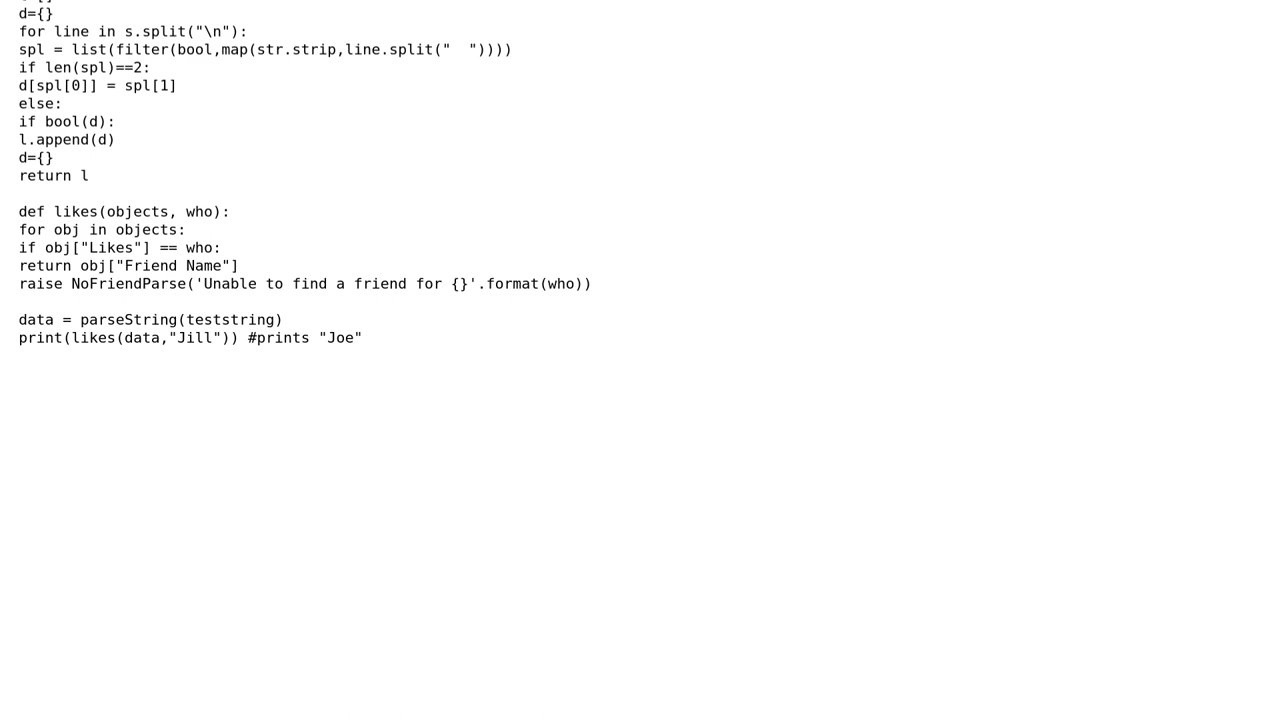 d={}
for line in s.split("\n"):
spl = list(filter(bool,map(str.strip,line.split("  "))))
if len(spl)==2:
d[spl[0]] = spl[1]
else:
if bool(d):
l.append(d)
d={}
return l

def likes(objects, who):
for obj in objects:
if obj["Likes"] == who:
return obj["Friend Name"]
raise NoFriendParse('Unable to find a friend for {}'.format(who))

data = parseString(teststring)
print(likes(data,"Jill")) #prints "Joe"